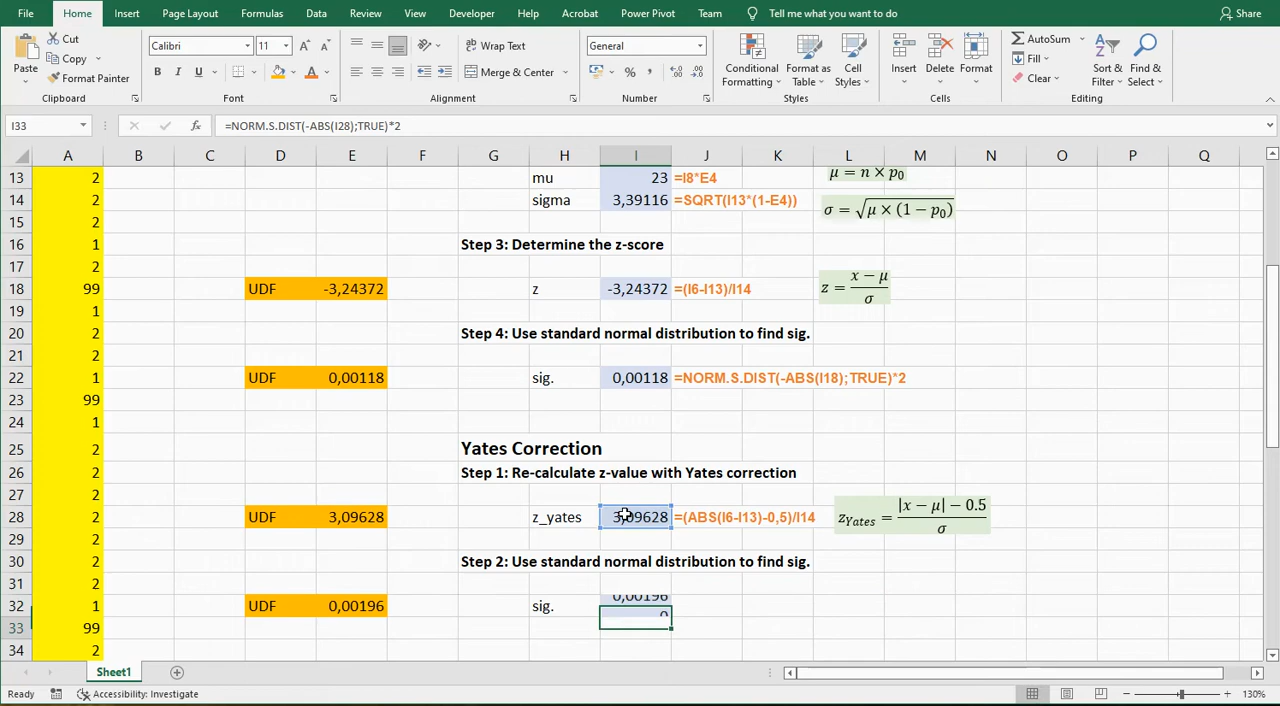 File Home Insert Page Layout Formulas Data Review View Developer Help Acrobat Power Pivot Team Tell me what you want to do Share
Paste Cut Calibri 11 A A Wrap Text General Conditional Formatting Format as Table Cell Styles Insert Delete Format AutoSum Sort & Filter Find & Select
Copy Fill
Format Painter B I U A Merge & Center % Clear
Clipboard Font Alignment Number Styles Cells Editing
I33 fx =NORM.S.DIST(-ABS(I28);TRUE)*2
A B C D E F G H I J K L M N O P Q
13 2 mu 23 =I8*E4 μ = n × p₀
14 2 sigma 3,39116 =SQRT(I13*(1-E4)) σ = √μ × (1 − p₀)
15 2
16 1 Step 3: Determine the z-score
17 2
18 99 UDF -3,24372 z -3,24372 =(I6-I13)/I14 z = x − μ / σ
19 1
20 2 Step 4: Use standard normal distribution to find sig.
21 2
22 1 UDF 0,00118 sig. 0,00118 =NORM.S.DIST(-ABS(I18);TRUE)*2
23 99
24 1
25 2 Yates Correction
26 2 Step 1: Re-calculate z-value with Yates correction
27 2
28 2 UDF 3,09628 z_yates 3,09628 =(ABS(I6-I13)-0,5)/I14 z_Yates = |x − μ| − 0.5 / σ
29 2
30 2 Step 2: Use standard normal distribution to find sig.
31 2
32 1 UDF 0,00196 sig. 0,00196
33 99 0
34 2
Sheet1
Ready Accessibility: Investigate 130%